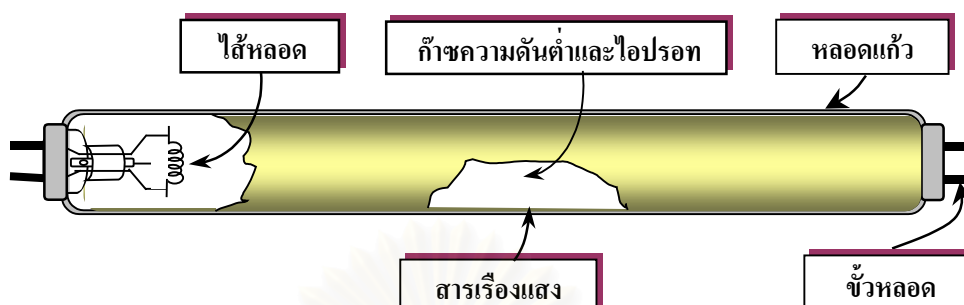 ไส้หลอด
ก๊าซความดันต่ำและไอปรอท
หลอดแก้ว
สารเรืองแสง
ขั้วหลอด